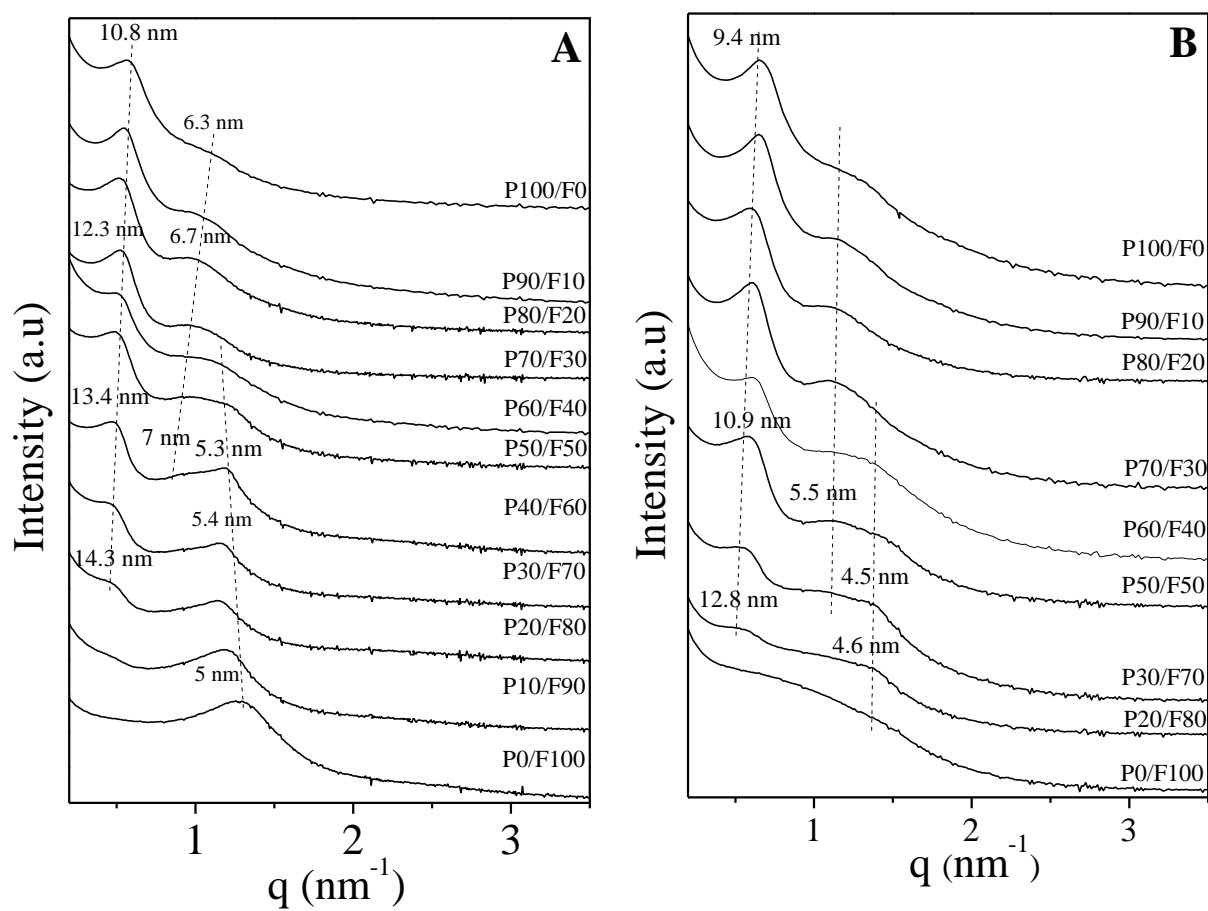 A
10.8 nm
6.3 nm
P100/F0
12.3 nm
6.7 nm
P90/F10
P80/F20
P70/F30
13.4 nm
P60/F40
7 nm
5.3 nm
P50/F50
P40/F60
5.4 nm
14.3 nm
P30/F70
P20/F80
5 nm
P10/F90
P0/F100
1 2 3
q (nm⁻¹)
Intensity (a.u)
B
9.4 nm
P100/F0
P90/F10
P80/F20
10.9 nm
P70/F30
5.5 nm
P60/F40
4.5 nm
P50/F50
12.8 nm
4.6 nm
P30/F70
P20/F80
P0/F100
1 2 3
q (nm⁻¹)
Intensity (a.u)